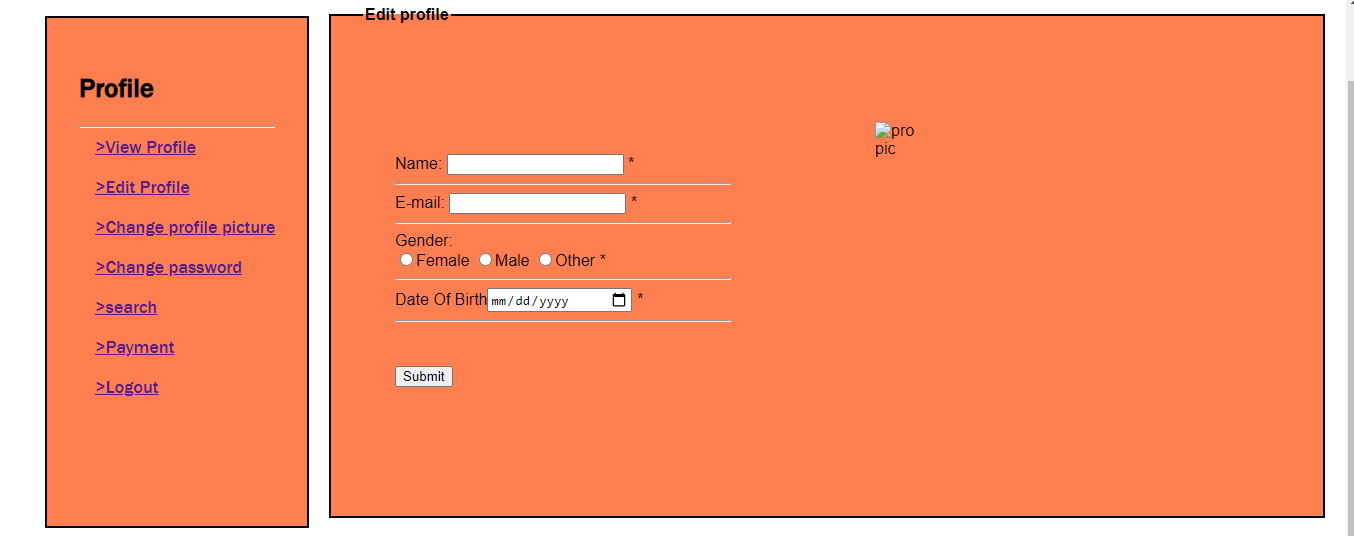 Profile
>View Profile
>Edit Profile
>Change profile picture
>Change password
>search
>Payment
>Logout
Edit profile
Name: *
E-mail: *
Gender:
Female Male Other *
Date Of Birth mm/dd/yyyy *
Submit
pro
pic